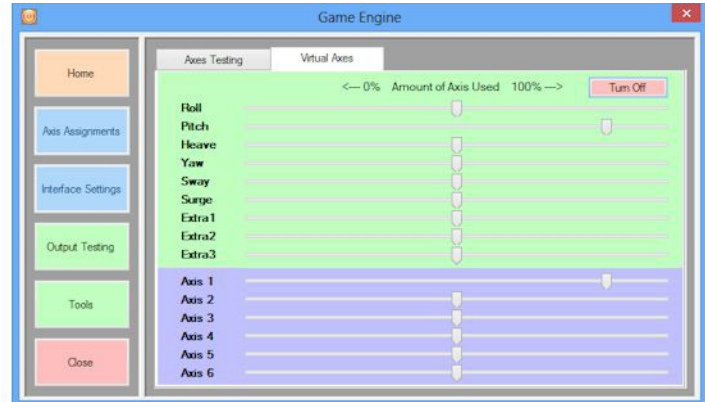 Game Engine
Home
Axis Assignments
Interface Settings
Output Testing
Tools
Close
Axes Testing
Virtual Axes
<--- 0% Amount of Axis Used 100% --->
Turn Off
Roll
Pitch
Heave
Yaw
Sway
Surge
Extra1
Extra2
Extra3
Axis 1
Axis 2
Axis 3
Axis 4
Axis 5
Axis 6